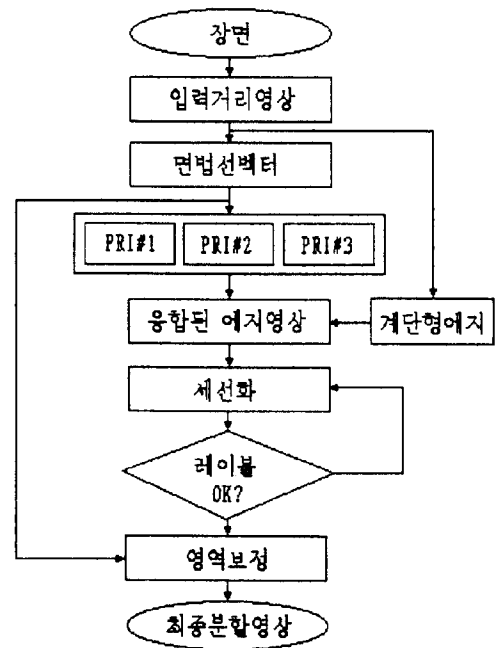 장면
입력거리영상
면법선벡터
PRI#1 PRI#2 PRI#3
융합된 에지영상
계단형에지
세선화
레이블
OK?
영역보정
최종분할영상